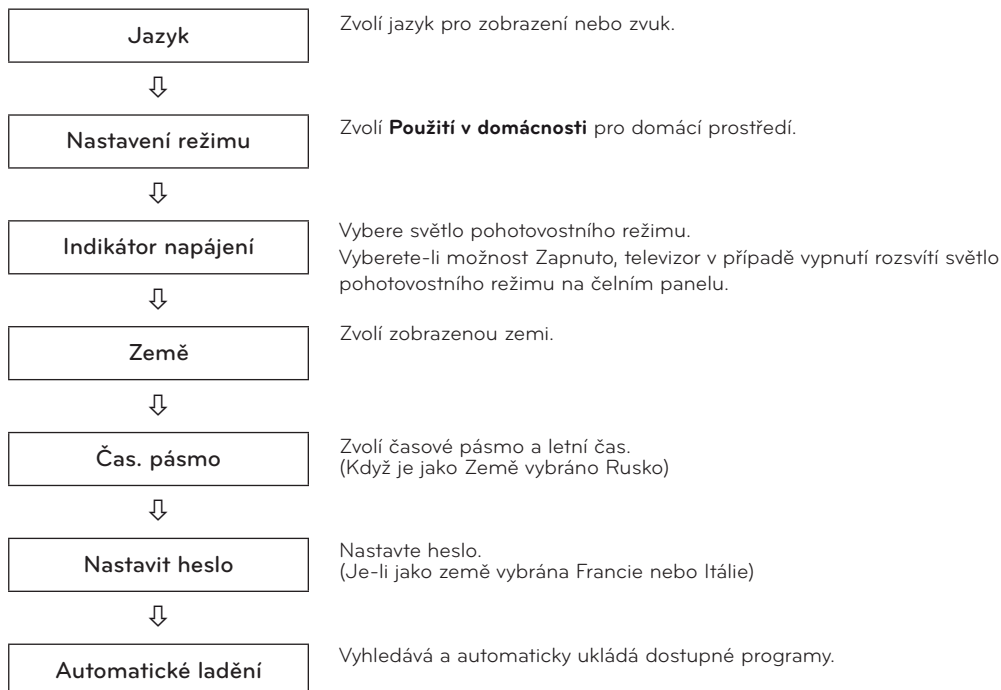 Jazyk
Zvolí jazyk pro zobrazení nebo zvuk.
Nastavení režimu
Zvolí Použití v domácnosti pro domácí prostředí.
Indikátor napájení
Vybere světlo pohotovostního režimu.
Vyberete-li možnost Zapnuto, televizor v případě vypnutí rozsvítí světlo
pohotovostního režimu na čelním panelu.
Země
Zvolí zobrazenou zemi.
Čas. pásmo
Zvolí časové pásmo a letní čas.
(Když je jako Země vybráno Rusko)
Nastavit heslo
Nastavte heslo.
(Je-li jako země vybrána Francie nebo Itálie)
Automatické ladění
Vyhledává a automaticky ukládá dostupné programy.